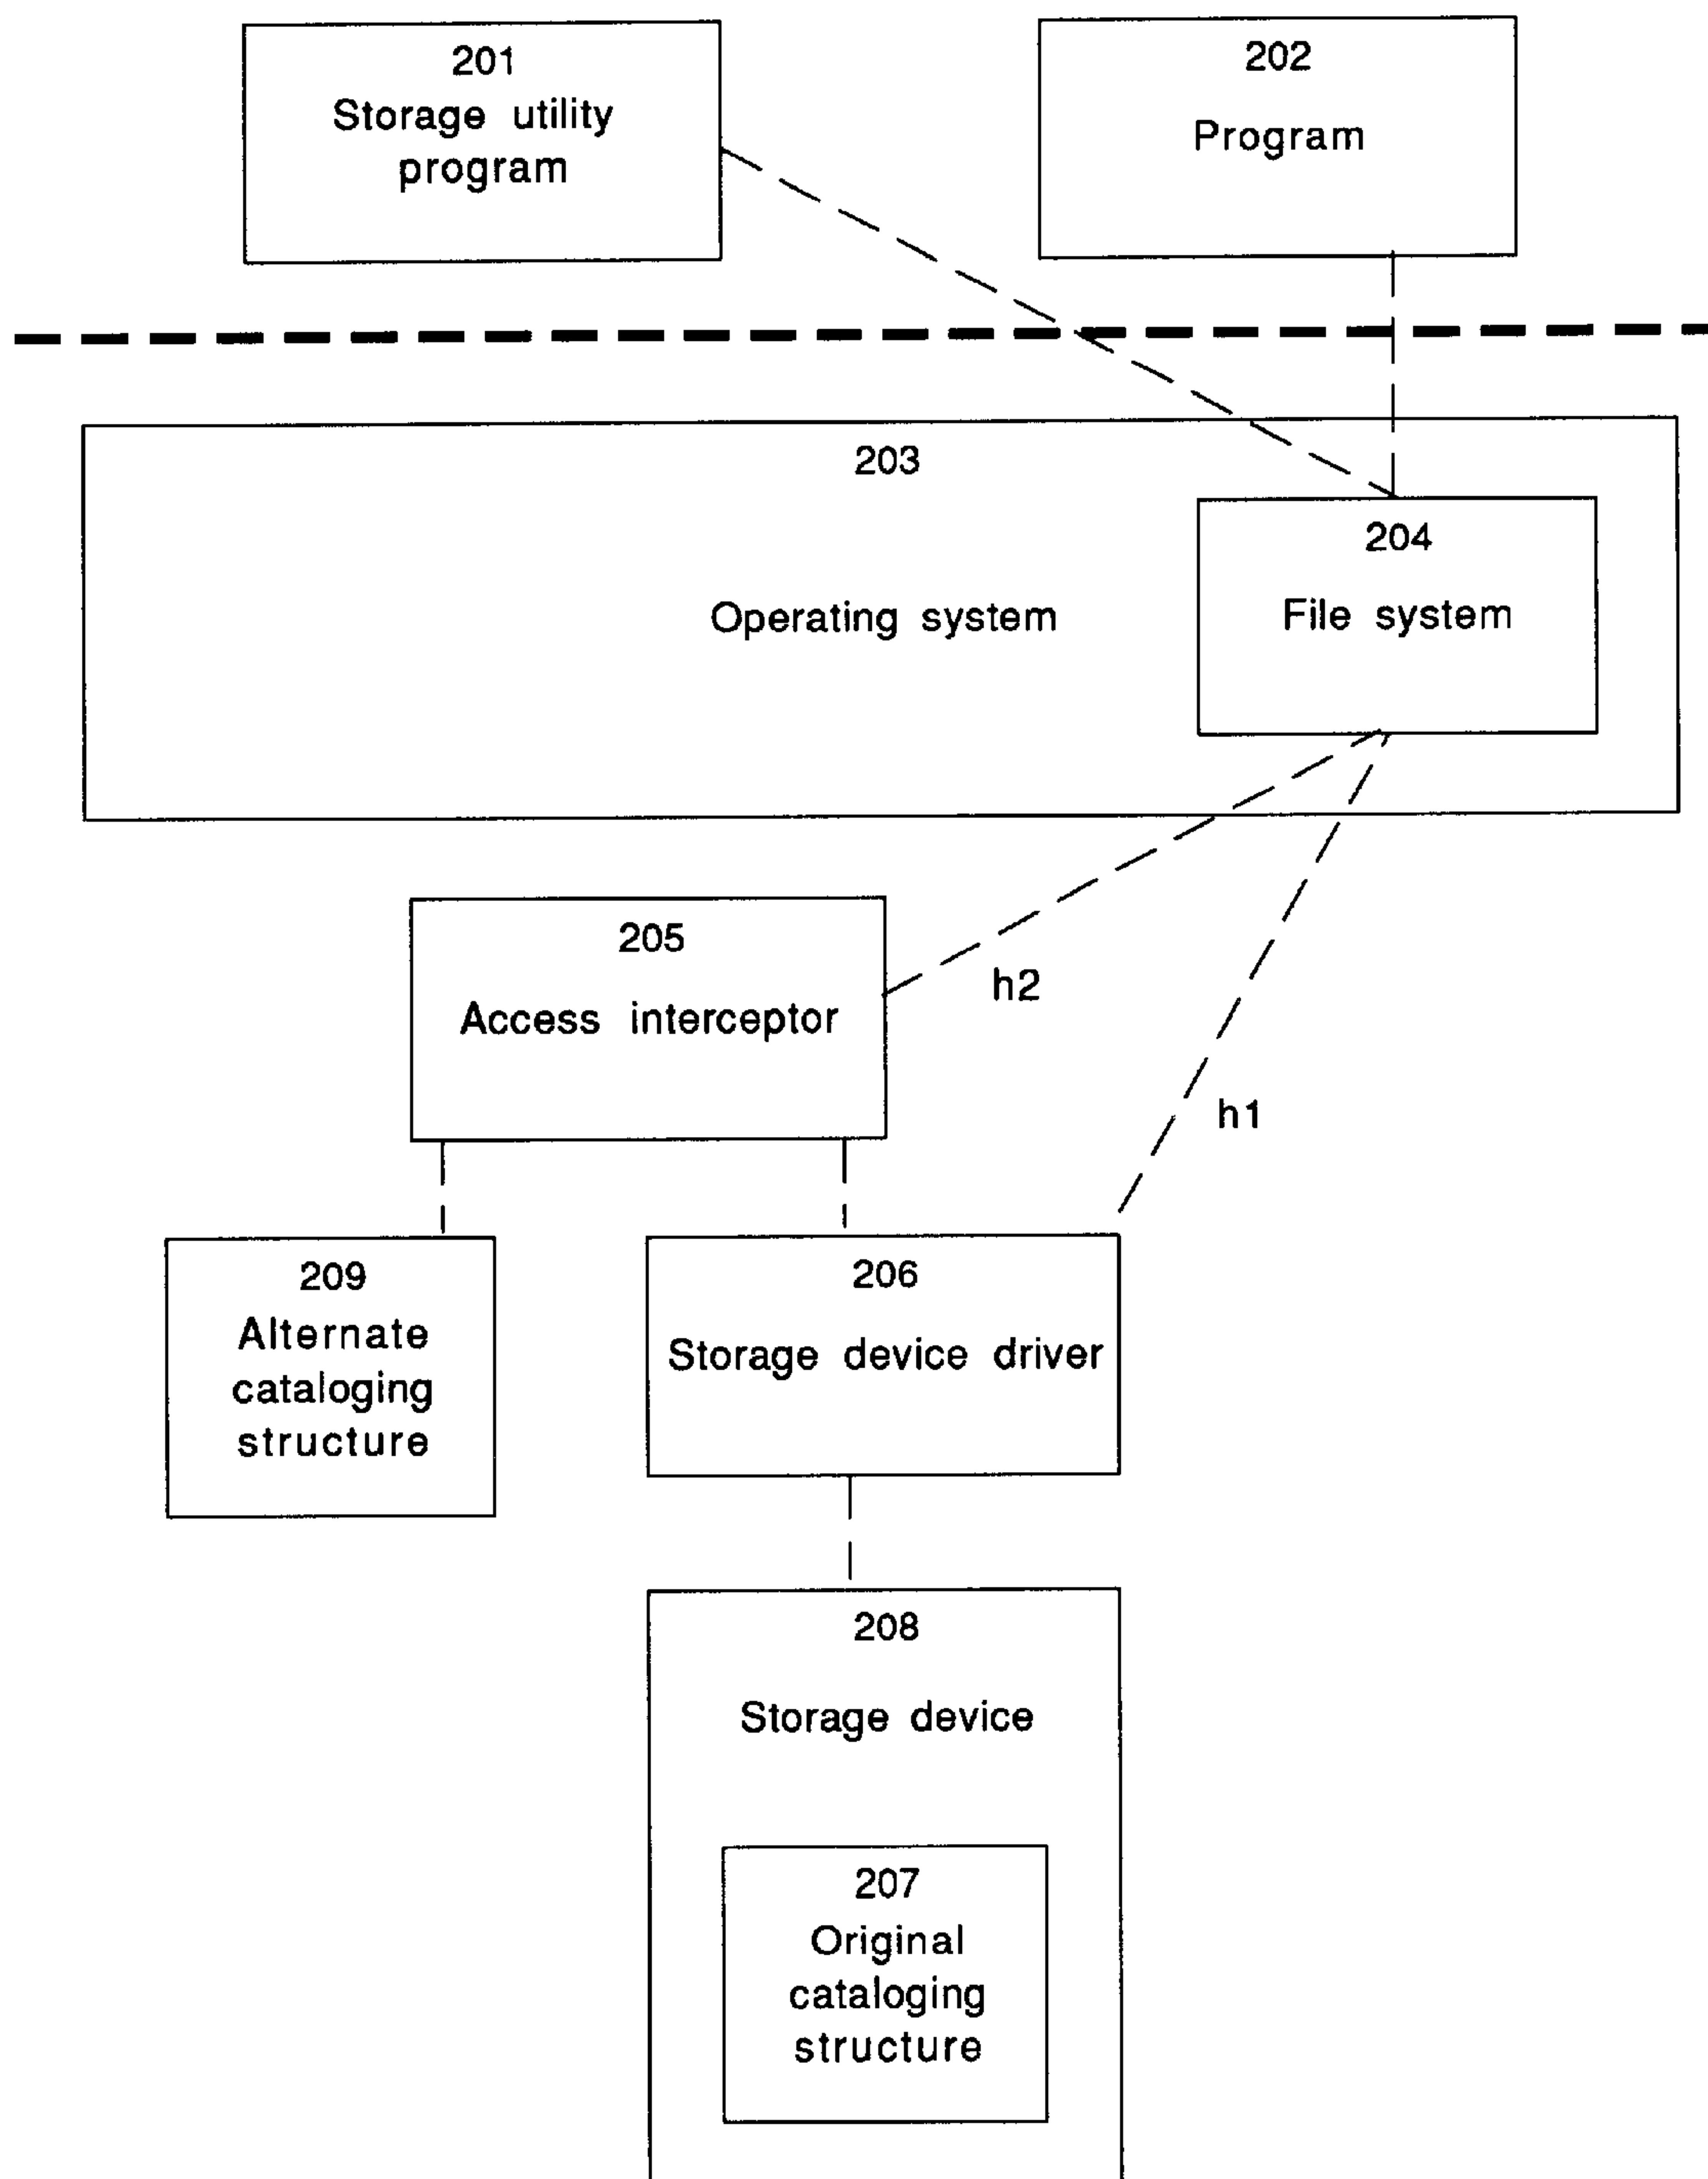 201
Storage utility
program
202
Program
203
Operating system
204
File system
205
Access interceptor
h2
h1
209
Alternate
cataloging
structure
206
Storage device driver
208
Storage device
207
Original
cataloging
structure